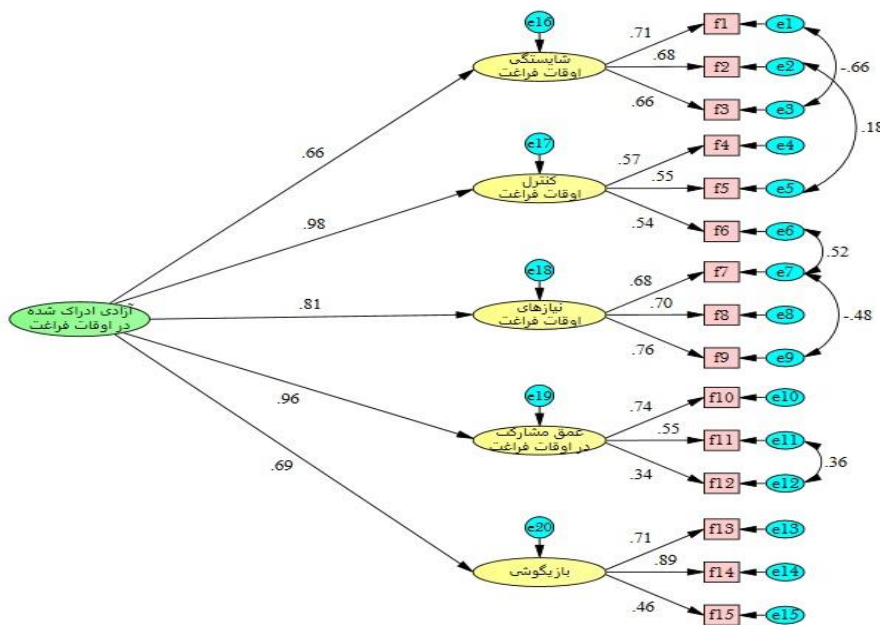 e16
.71
f1
e1
شایستگی
اوقات فراغت
.68
f2
e2
-.66
.66
f3
e3
.18
e17
.66
.57
f4
e4
کنترل
اوقات فراغت
.55
f5
e5
.54
f6
e6
.98
.52
e18
.68
f7
e7
آزادی ادراک شده
در اوقات فراغت
.81
نیازهای
اوقات فراغت
.70
f8
e8
-.48
.76
f9
e9
e19
.96
.74
f10
e10
عمق مشارکت
در اوقات فراغت
.55
f11
e11
.36
.69
.34
f12
e12
e20
.71
f13
e13
بازیگوشی
.89
f14
e14
.46
f15
e15